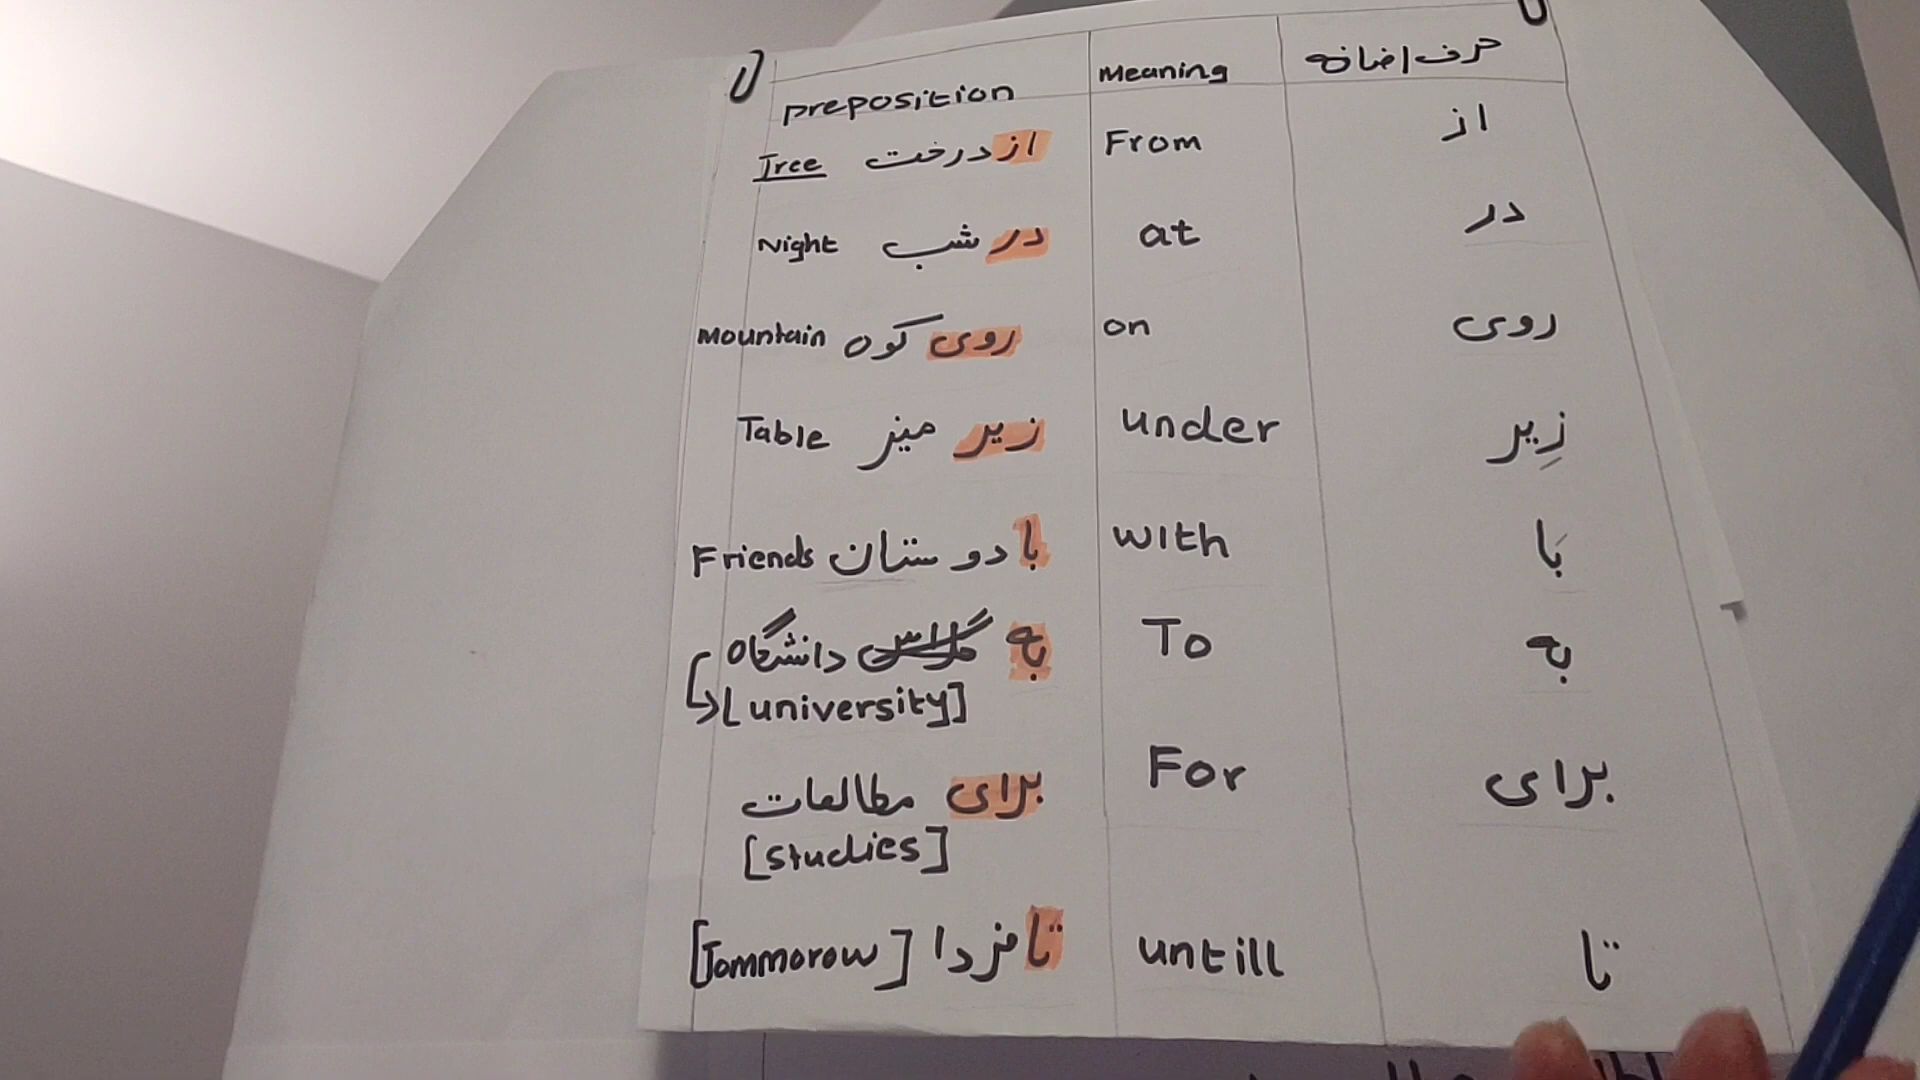 preposition Meaning حرف اضافه
Tree از درخت From از
Night در شب at در
Mountain روی کوه on روی
Table زیر میز under زِیر
Friends با دوستان with بَا
به دانشگاه To به
[university]
برای مطالعات For برای
[studies]
[Tommorow] تا فردا untill تا